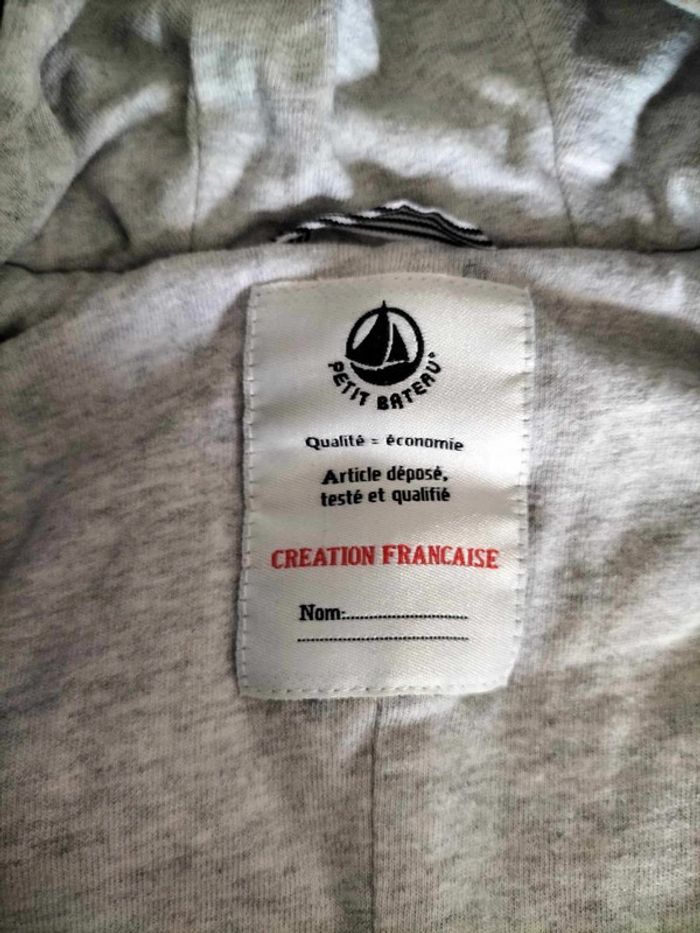 PETIT BATEAU®
Qualité = économie
Article déposé,
testé et qualifié
CREATION FRANCAISE
Nom: